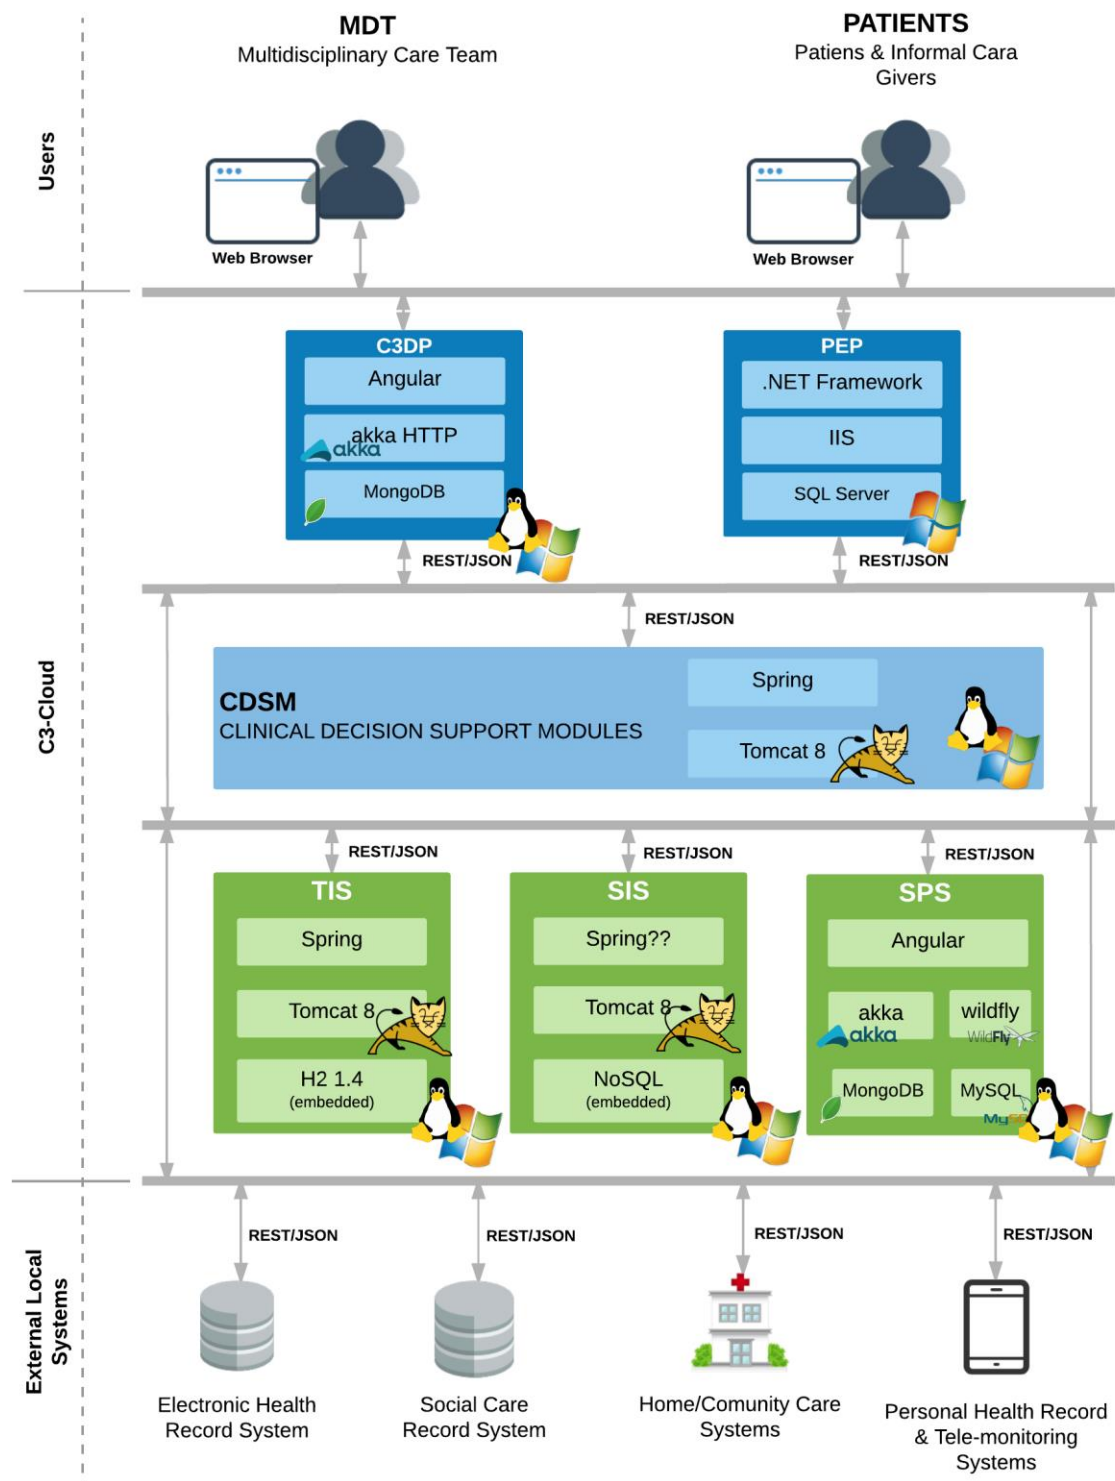 MDT
Multidisciplinary Care Team
PATIENTS
Patiens & Informal Cara
Givers
Users
Web Browser
Web Browser
C3DP
Angular
akka HTTP
akka
MongoDB
REST/JSON
PEP
.NET Framework
IIS
SQL Server
REST/JSON
C3-Cloud
REST/JSON
CDSM
CLINICAL DECISION SUPPORT MODULES
Spring
Tomcat 8
REST/JSON
TIS
Spring
Tomcat 8
H2 1.4
(embedded)
REST/JSON
SIS
Spring??
Tomcat 8
NoSQL
(embedded)
REST/JSON
SPS
Angular
akka
akka
wildfly
WildFly
MongoDB
MySQL
External Local
Systems
REST/JSON
REST/JSON
REST/JSON
REST/JSON
Electronic Health
Record System
Social Care
Record System
Home/Comunity Care
Systems
Personal Health Record
& Tele-monitoring
Systems